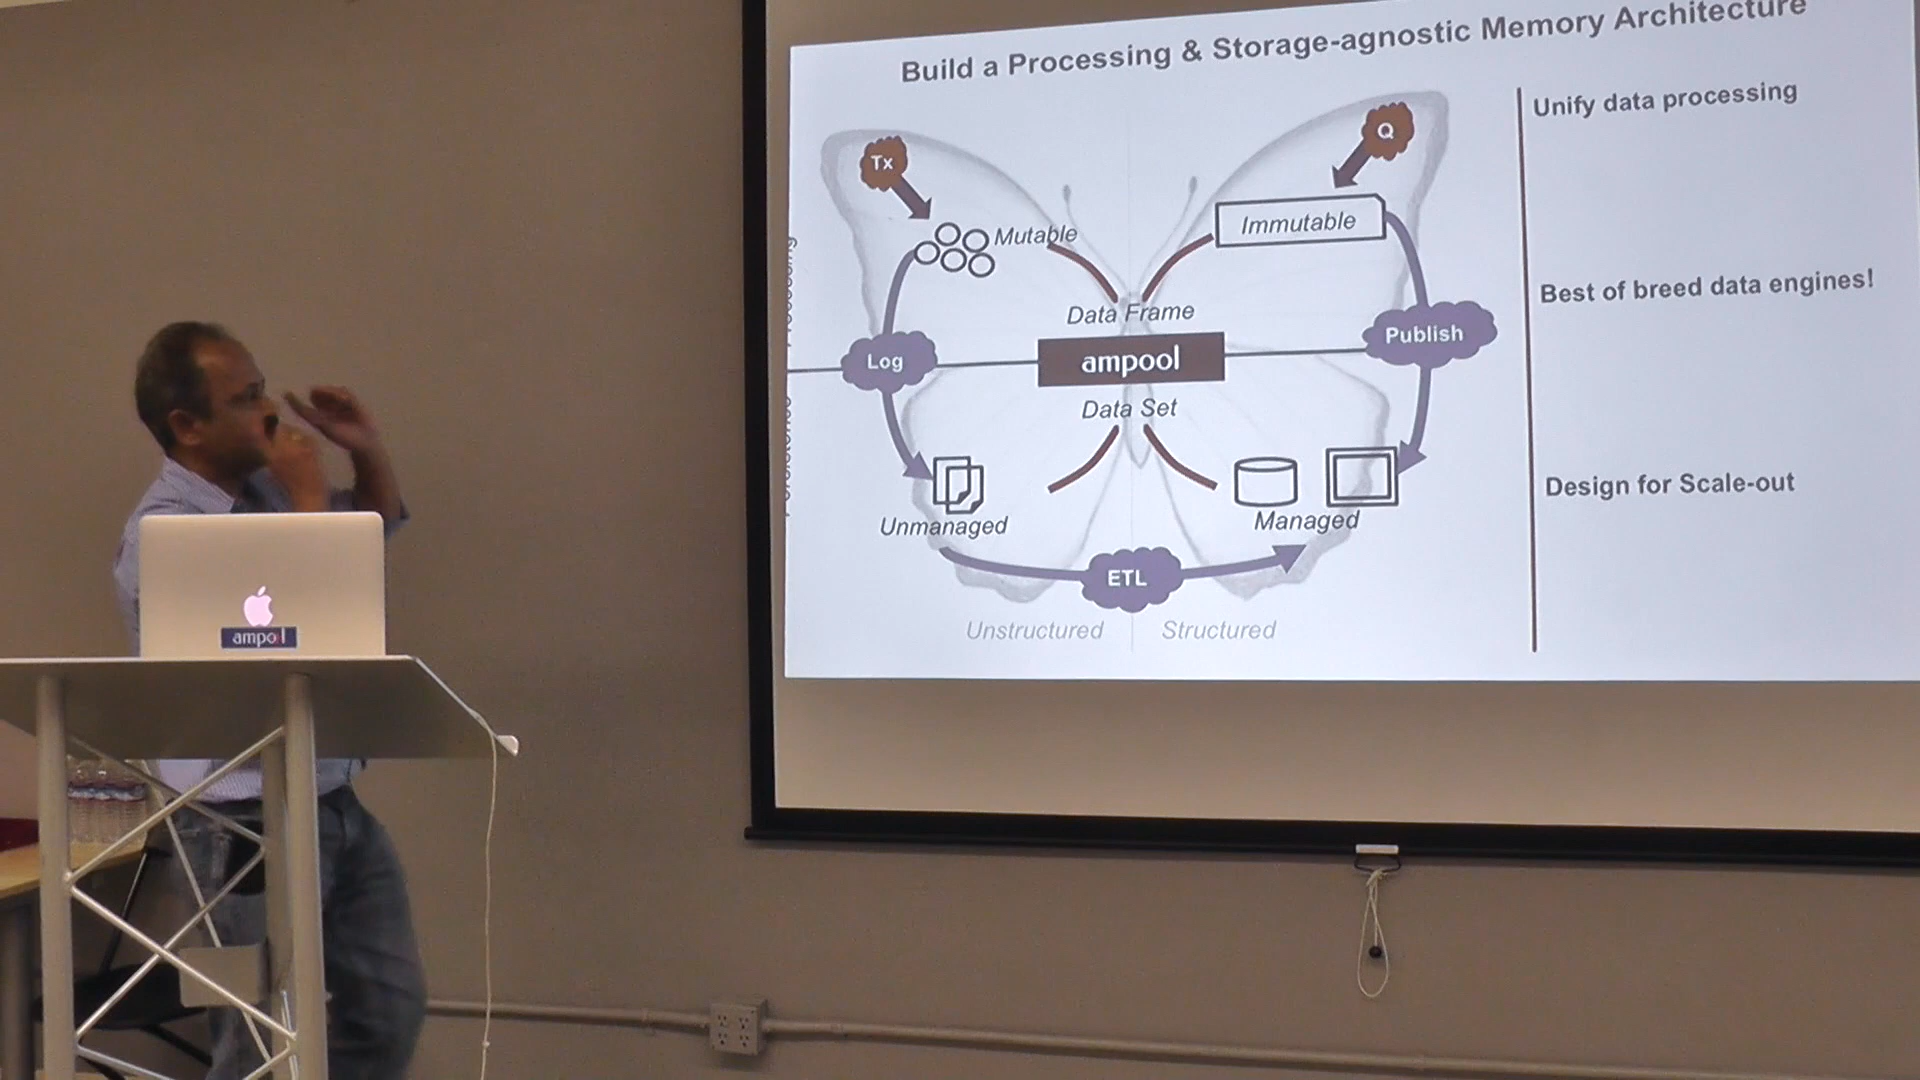 Build a Processing & Storage-agnostic Memory Architecture
Tx
Q
Mutable
Immutable
Data Frame
Log
ampool
Publish
Data Set
Unmanaged
Managed
ETL
Unstructured
Structured
Unify data processing
Best of breed data engines!
Design for Scale-out
ampool